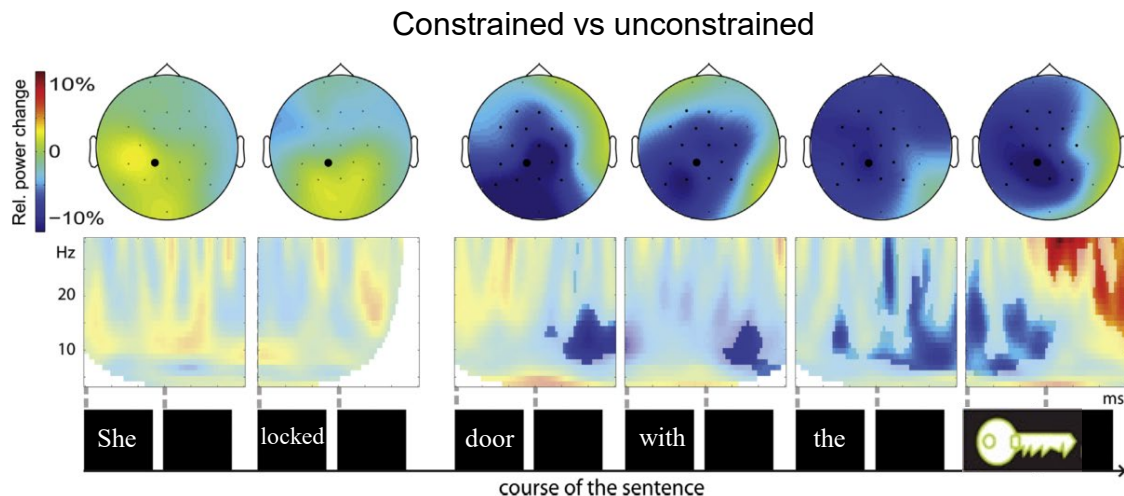 Constrained vs unconstrained
Rel. power change
10%
0
−10%
Hz
20
10
ms
She
locked
door
with
the
course of the sentence